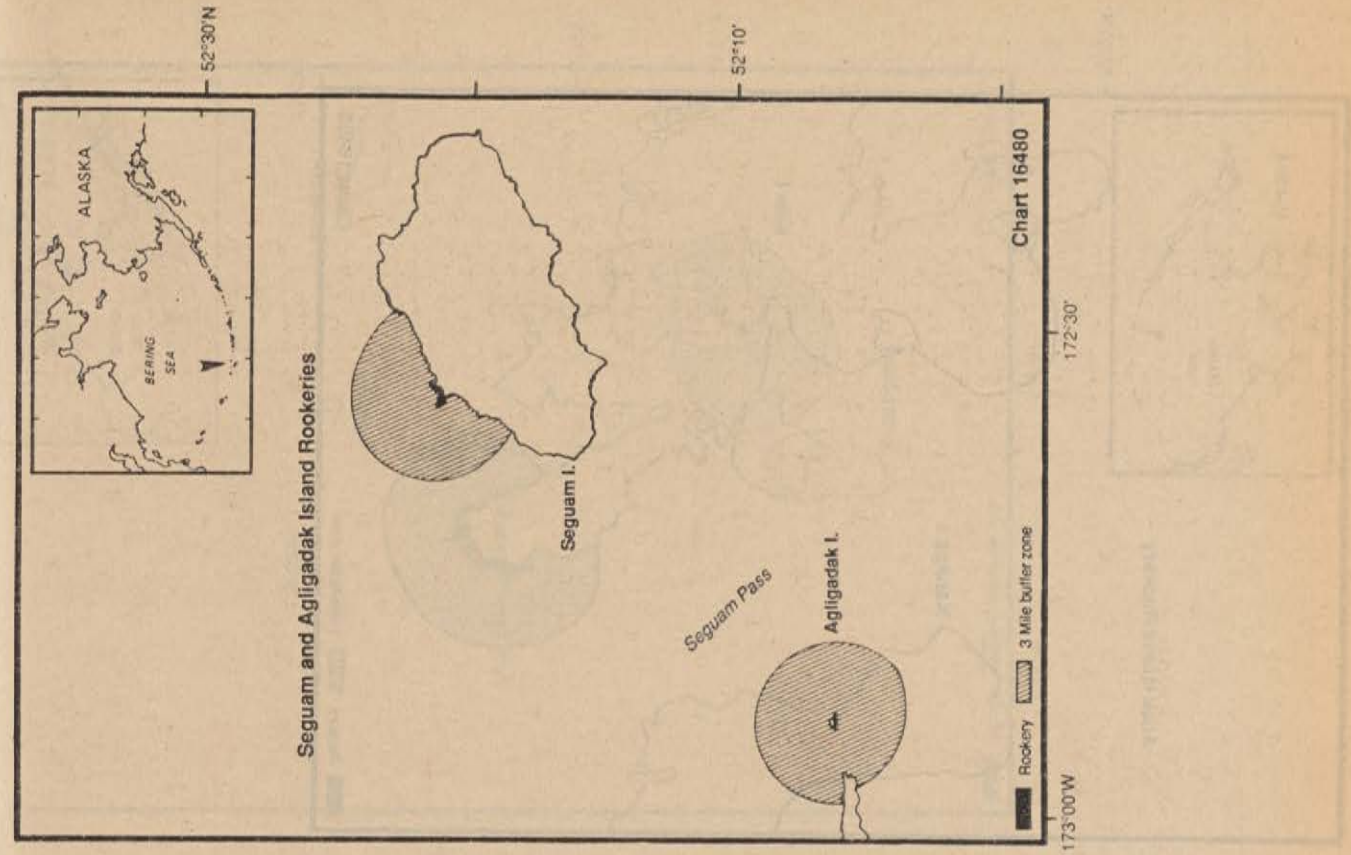 ALASKA
BERING
SEA
Seguam and Agligadak Island Rookeries
52°30'N
Seguam I.
Seguam Pass
52°10'
Agligadak I.
Rookery 3 Mile buffer zone
Chart 16480
173°00'W
172°30'